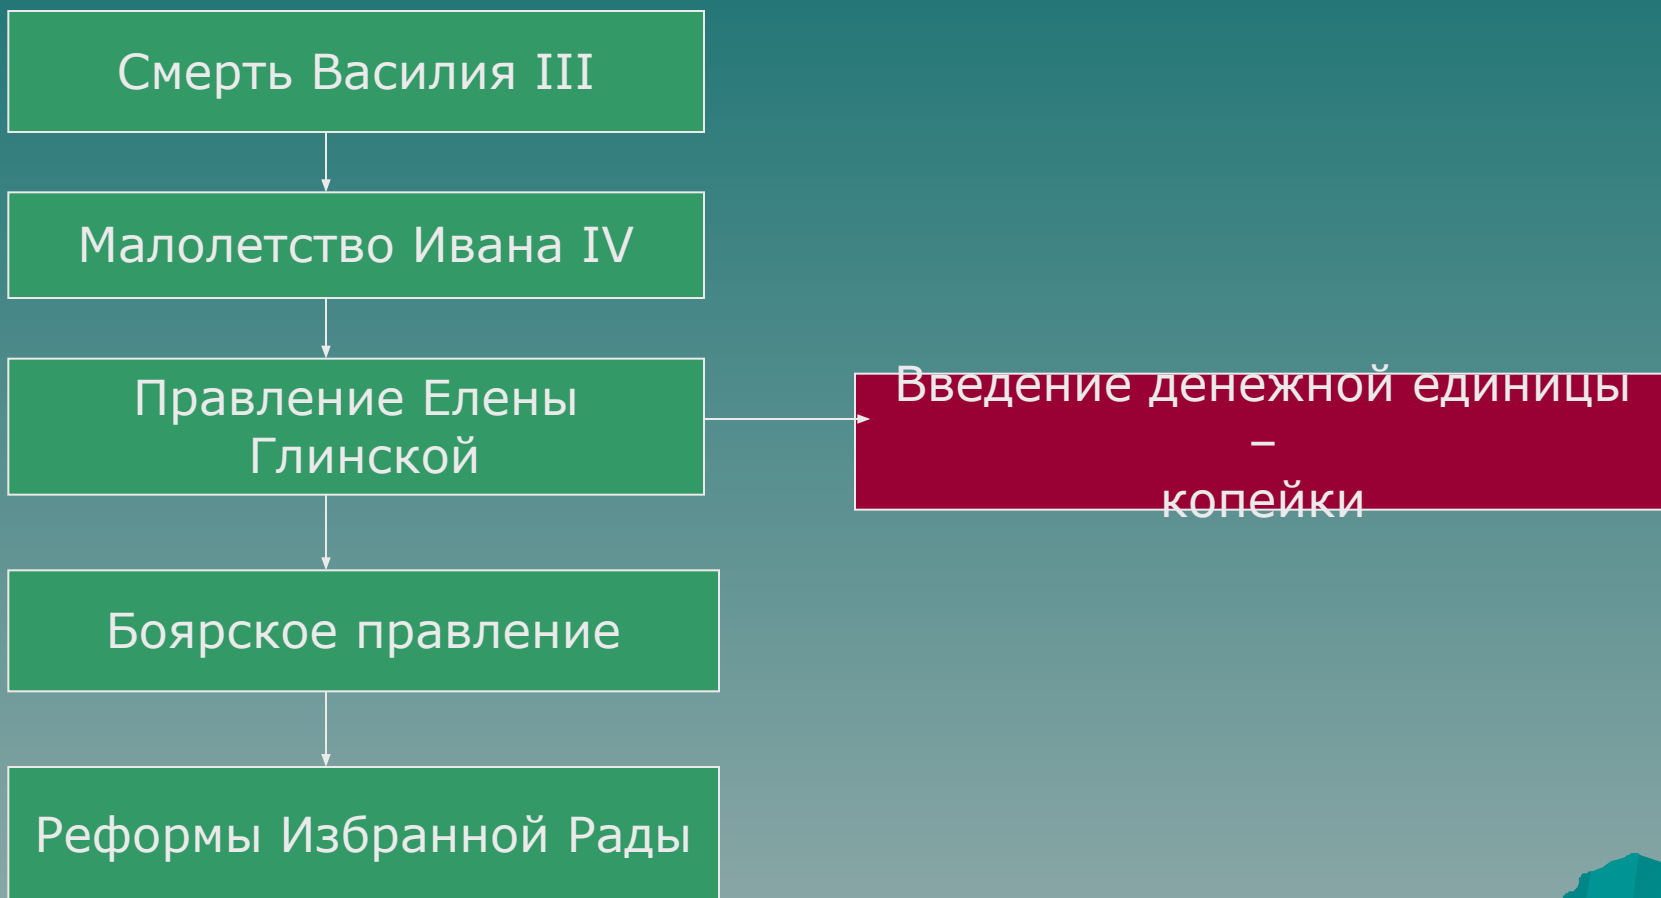 Смерть Василия III
Малолетство Ивана IV
Правление Елены
Глинской
Введение денежной единицы
–
копейки
Боярское правление
Реформы Избранной Рады